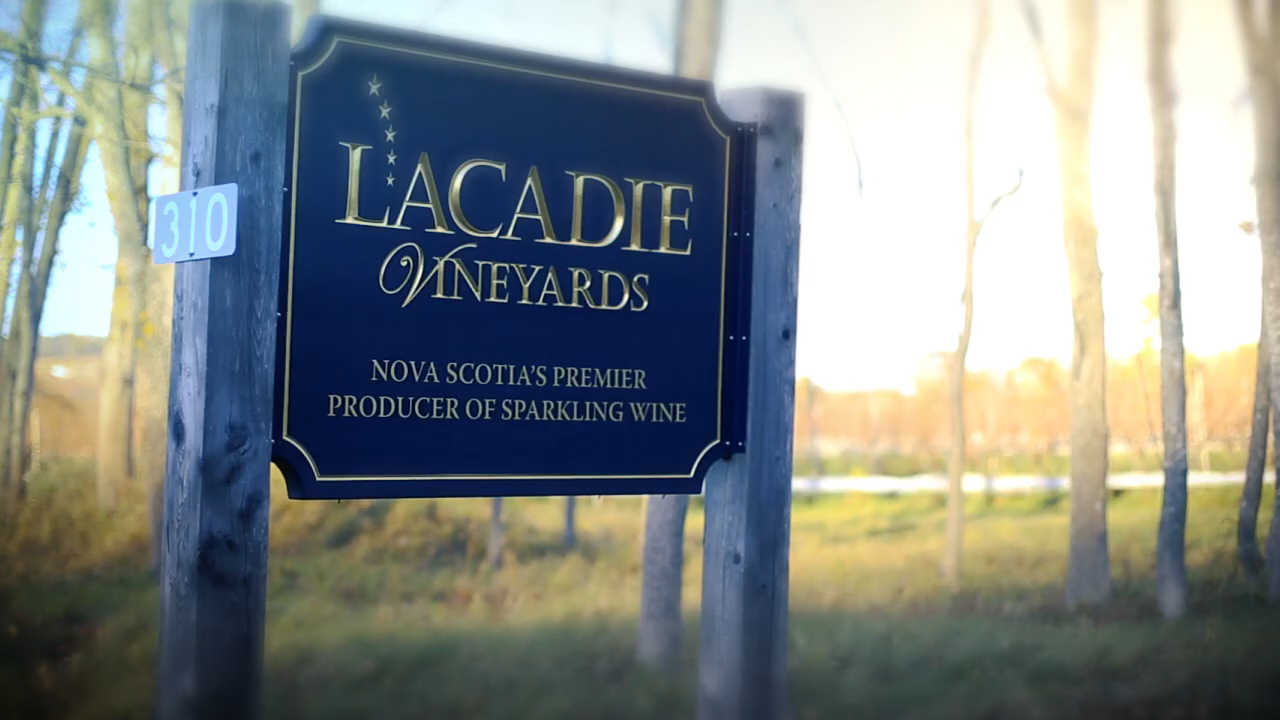 310
LACADIE
VINEYARDS
NOVA SCOTIA'S PREMIER
PRODUCER OF SPARKLING WINE